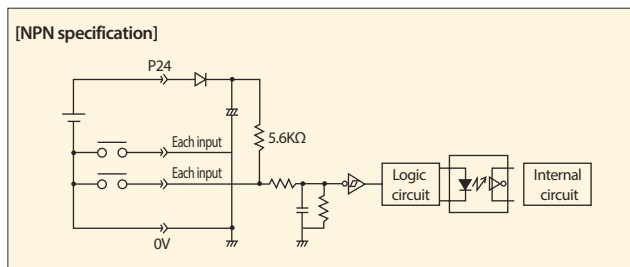 [NPN specification]
P24
Each input
5.6KΩ
Each input
Logic
circuit
Internal
circuit
0V